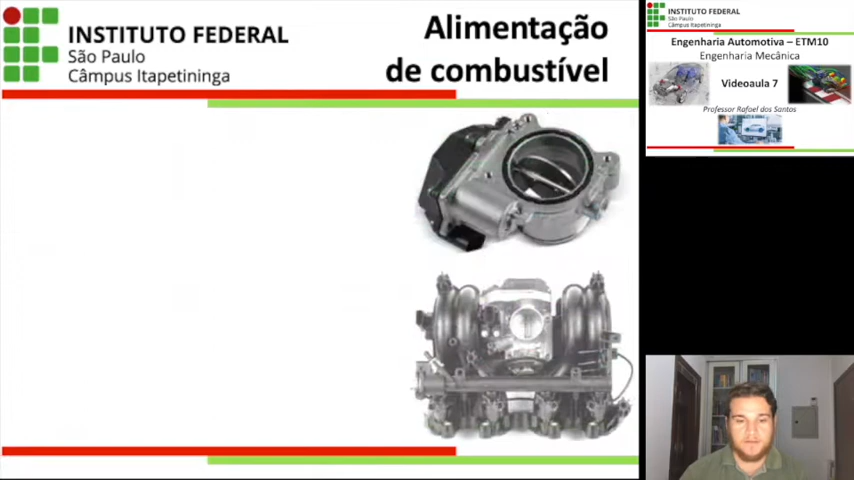 INSTITUTO FEDERAL
São Paulo
Câmpus Itapetininga
Alimentação
de combustível
INSTITUTO FEDERAL
São Paulo
Câmpus Itapetininga
Engenharia Automotiva – ETM10
Engenharia Mecânica
Videoaula 7
Professor Rafael dos Santos